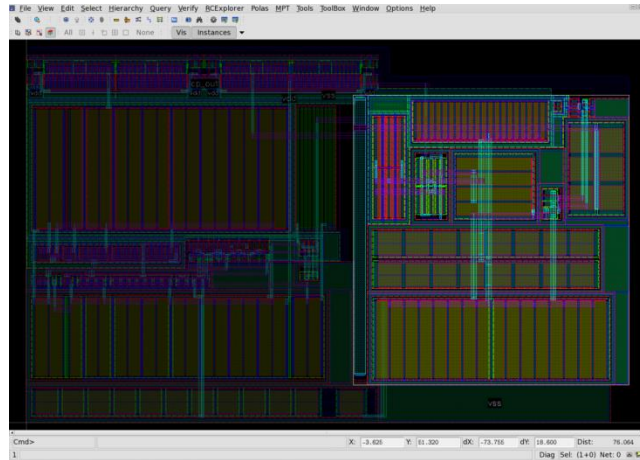 File View Edit Select Hierarchy Query Verify RCExplorer Polas MPT Tools ToolBox Window Options Help
All None Vis Instances
VSS
VSS
Cmd> X: -3.825 Y: 51.320 dX: -73.755 dY: 18.600 Dist: 76.064
1 Diag Sel: (1+0) Net: 0